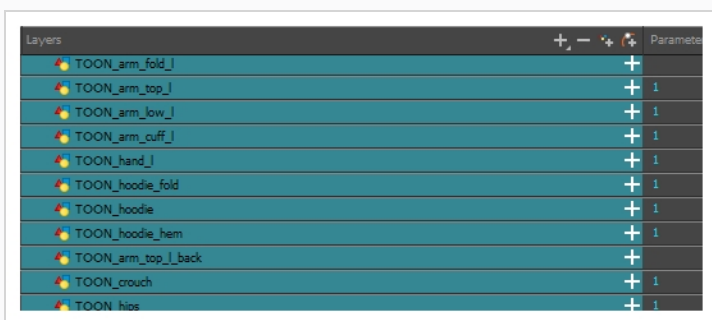 Layers Paramete
TOON_arm_fold_l
TOON_arm_top_l 1
TOON_arm_low_l 1
TOON_arm_cuff_l 1
TOON_hand_l 1
TOON_hoodie_fold 1
TOON_hoodie 1
TOON_hoodie_hem 1
TOON_arm_top_l_back
TOON_crouch 1
TOON_hips 1